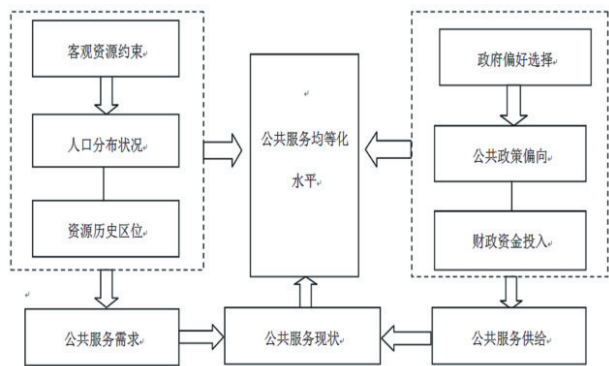 客观资源约束
人口分布状况
资源历史区位
公共服务需求
公共服务均等化
水平
公共服务现状
政府偏好选择
公共政策偏向
财政资金投入
公共服务供给